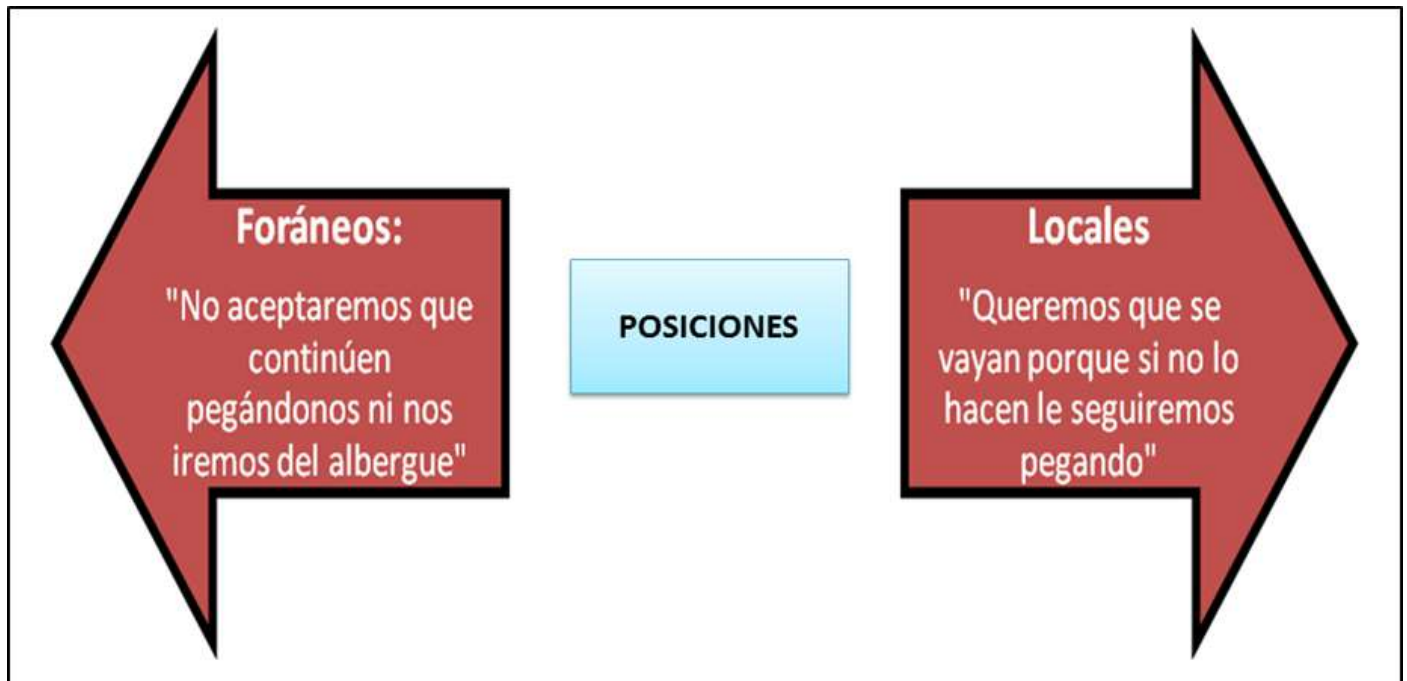 Foráneos:
"No aceptaremos que
continúen
pegándonos ni nos
iremos del albergue"
POSICIONES
Locales
"Queremos que se
vayan porque si no lo
hacen le seguiremos
pegando"